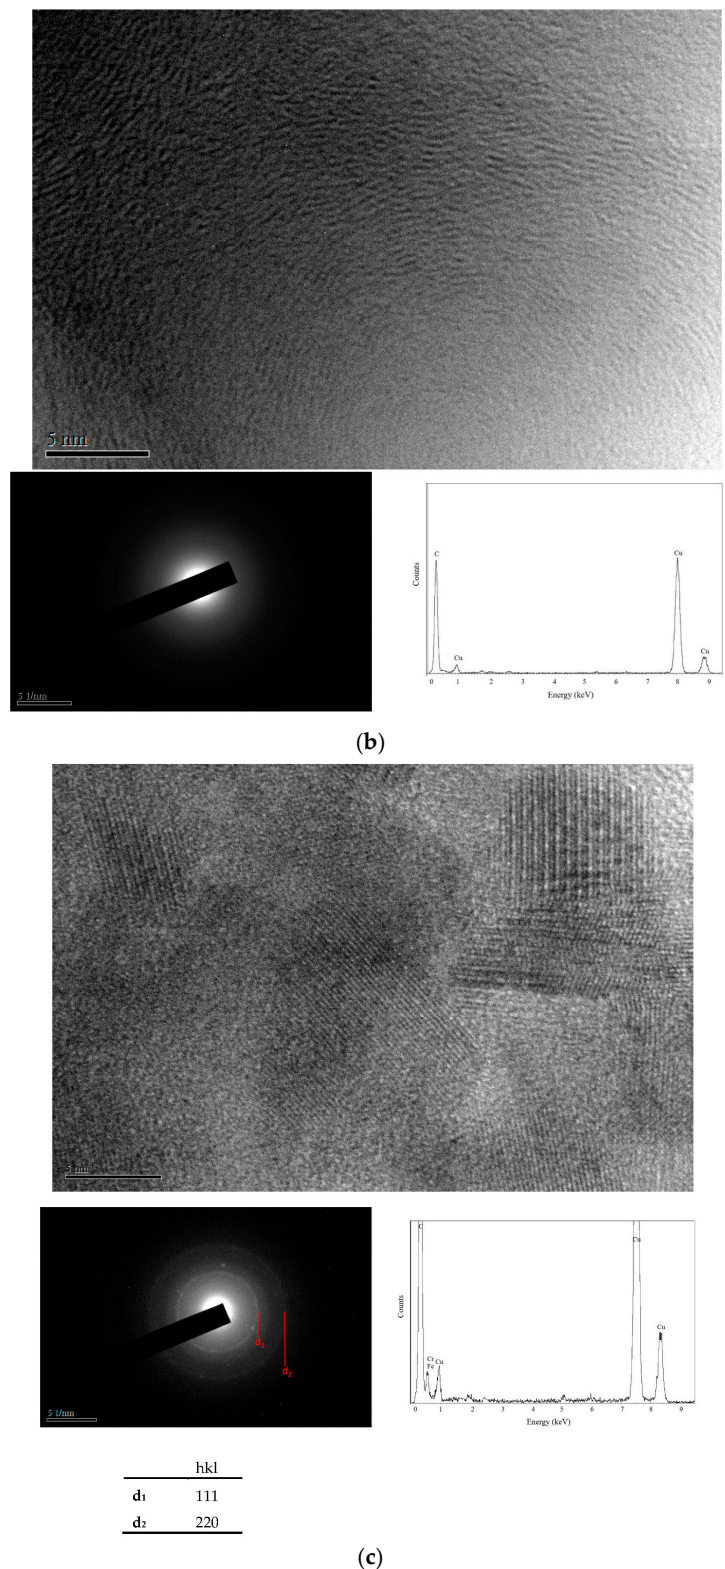 5 nm
5 1/nm
Counts
C
Cu
Cu
Cu
0 1 2 3 4 5 6 7 8 9
Energy (keV)
(b)
5 nm
5 1/nm
d1
d2
Counts
C
Cr
Fe
Cu
Cu
Cu
0 1 2 3 4 5 6 7 8 9
Energy (keV)
hkl
d1 111
d2 220
(c)